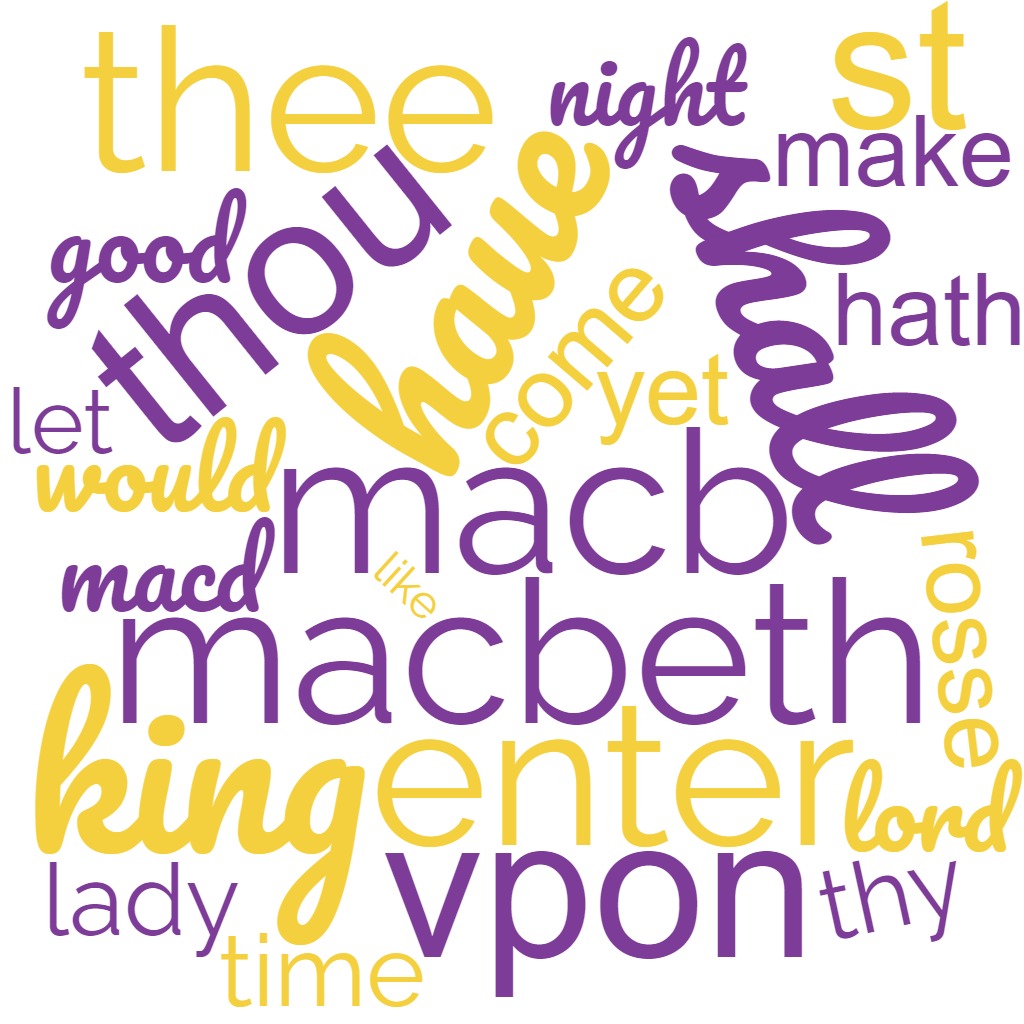 thee
night
st
make
good
thou
haue
shall
hath
come
yet
let
would
macb
macd
like
rosse
macbeth
king
enter
lord
lady
vpon
thy
time